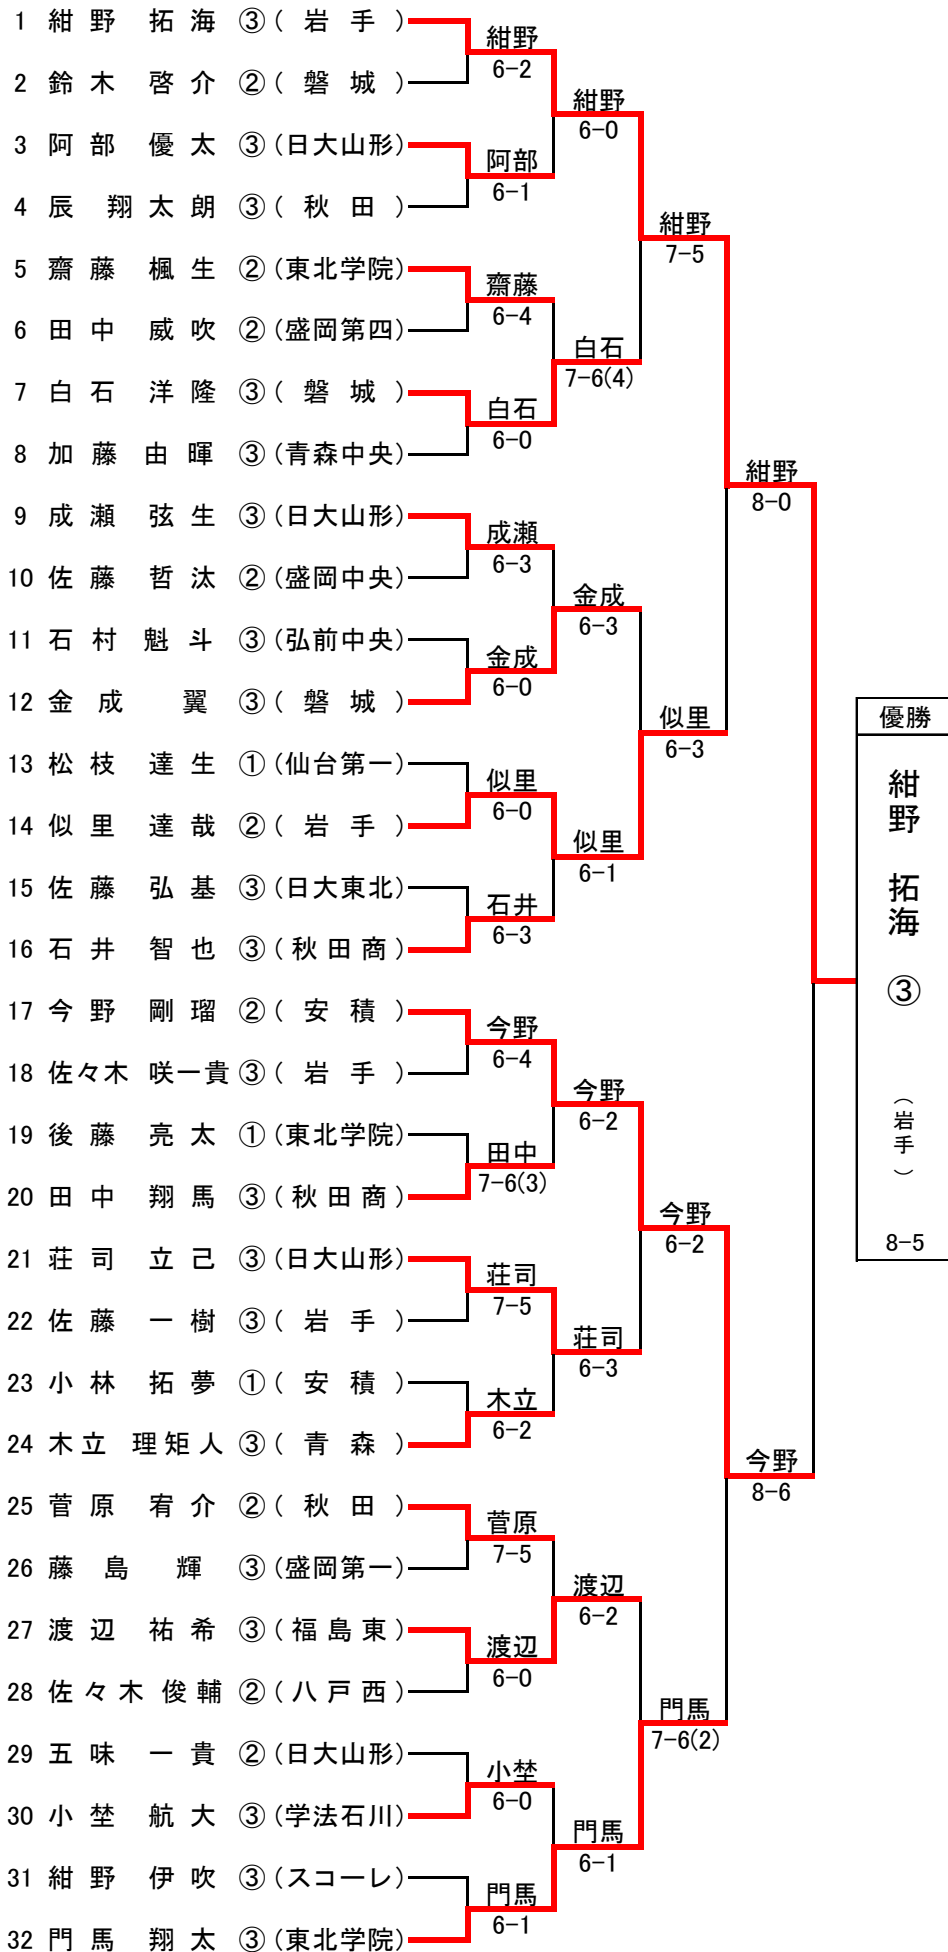 1 紺野 拓海 ③ (岩手)
2 鈴木 啓介 ② (磐城)
3 阿部 優太 ③ (日大山形)
4 辰 翔太朗 ③ (秋田)
5 齋藤 楓生 ② (東北学院)
6 田中 威吹 ② (盛岡第四)
7 白石 洋隆 ③ (磐城)
8 加藤 由暉 ③ (青森中央)
9 成瀬 弦生 ③ (日大山形)
10 佐藤 哲汰 ② (盛岡中央)
11 石村 魁斗 ③ (弘前中央)
12 金成 翼 ③ (磐城)
13 松枝 達生 ① (仙台第一)
14 似里 達哉 ② (岩手)
15 佐藤 弘基 ③ (日大東北)
16 石井 智也 ③ (秋田商)
17 今野 剛瑠 ② (安積)
18 佐々木 咲一貴 ③ (岩手)
19 後藤 亮太 ① (東北学院)
20 田中 翔馬 ③ (秋田商)
21 荘司 立己 ③ (日大山形)
22 佐藤 一樹 ③ (岩手)
23 小林 拓夢 ① (安積)
24 木立 理矩人 ③ (青森)
25 菅原 宥介 ② (秋田)
26 藤島 輝 ③ (盛岡第一)
27 渡辺 祐希 ③ (福島東)
28 佐々木 俊輔 ② (八戸西)
29 五味 一貴 ② (日大山形)
30 小埜 航大 ③ (学法石川)
31 紺野 伊吹 ③ (スコーレ)
32 門馬 翔太 ③ (東北学院)
紺野
6-2
阿部
6-1
齋藤
6-4
白石
6-0
成瀬
6-3
金成
6-0
似里
6-0
石井
6-3
今野
6-4
田中
7-6(3)
荘司
7-5
木立
6-2
菅原
7-5
渡辺
6-0
小埜
6-0
門馬
6-1
紺野
6-0
白石
7-6(4)
金成
6-3
似里
6-1
今野
6-2
荘司
6-3
渡辺
6-2
門馬
6-1
紺野
7-5
似里
6-3
今野
6-2
門馬
7-6(2)
紺野
8-0
今野
8-6
優勝
紺野 拓海 ③ (岩手)
8-5